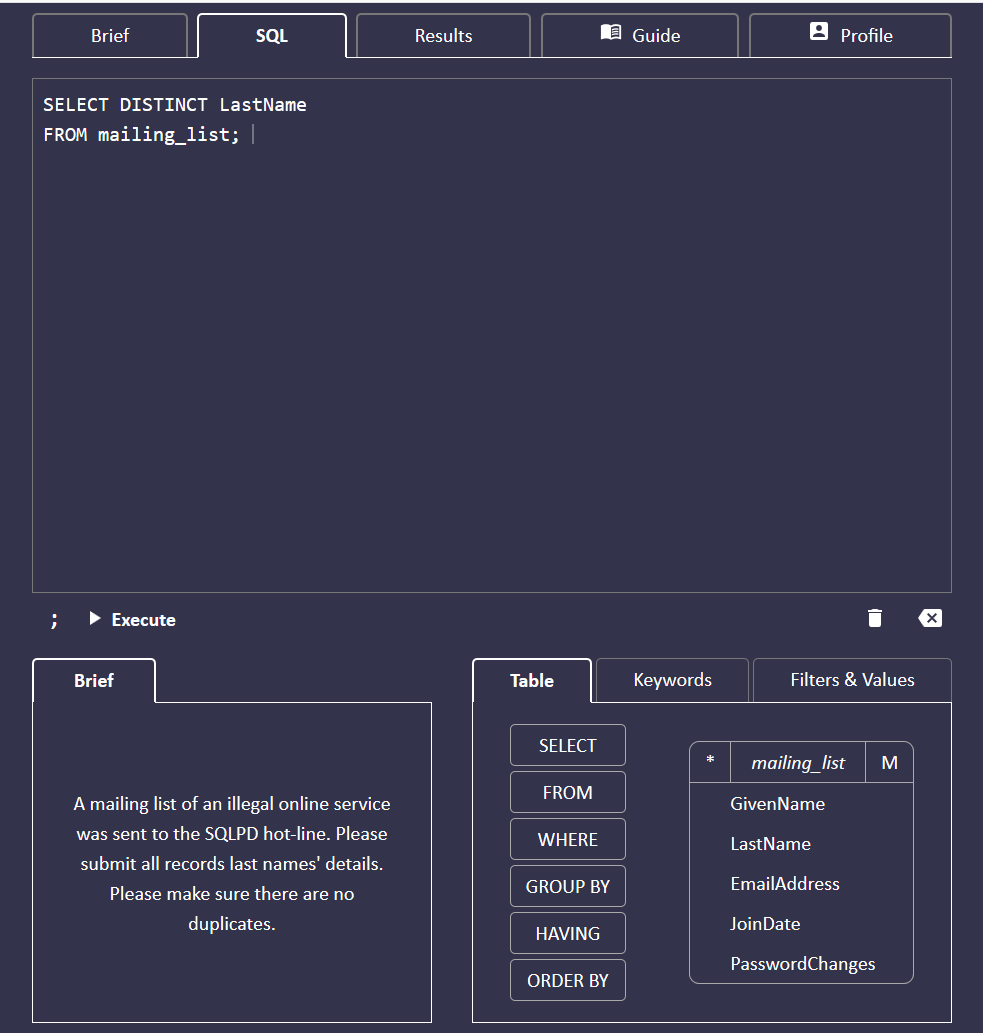 Brief
SQL
Results
Guide
Profile
SELECT DISTINCT LastName
FROM mailing_list;
; Execute
Brief
A mailing list of an illegal online service
was sent to the SQLPD hot-line. Please
submit all records last names' details.
Please make sure there are no
duplicates.
Table
Keywords
Filters & Values
SELECT
FROM
WHERE
GROUP BY
HAVING
ORDER BY
* mailing_list M
GivenName
LastName
EmailAddress
JoinDate
PasswordChanges